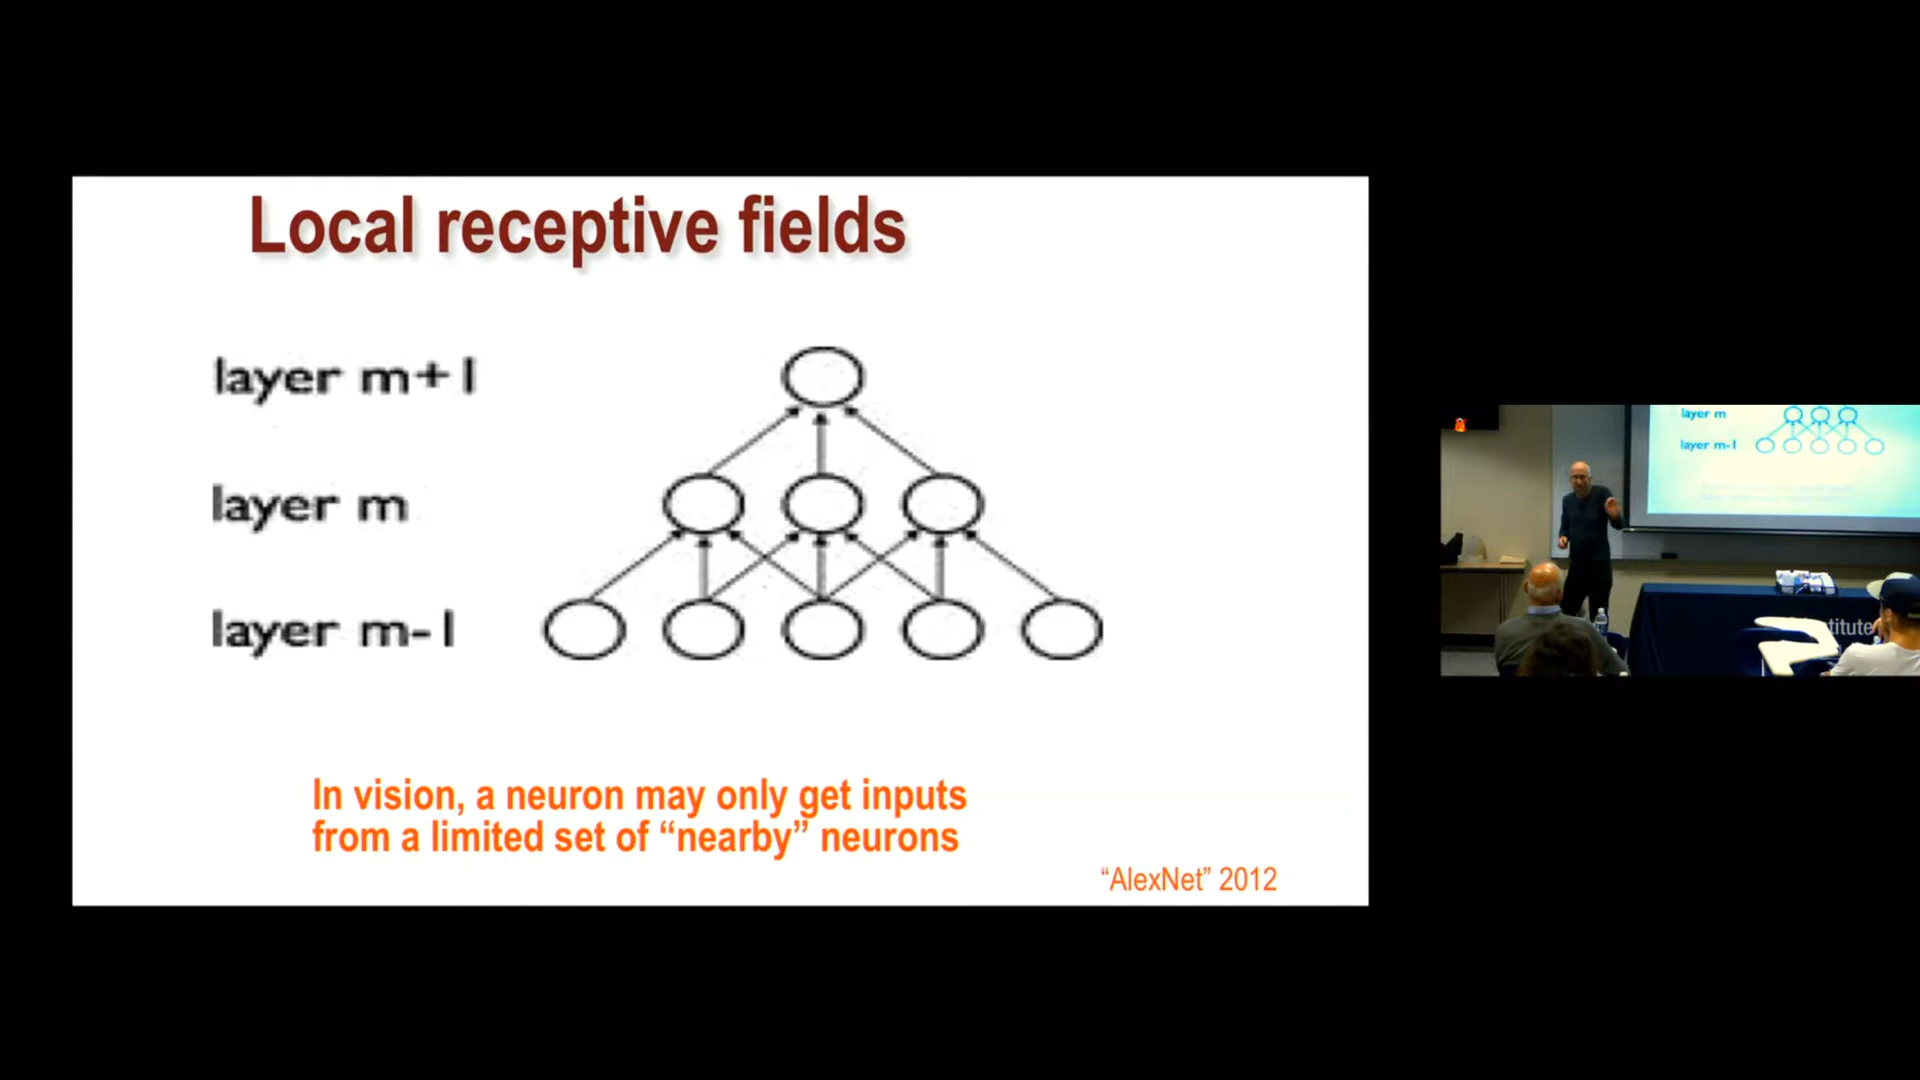 Local receptive fields
layer m+1
layer m
layer m-1
In vision, a neuron may only get inputs
from a limited set of “nearby” neurons
“AlexNet” 2012
layer m
layer m-1
titute